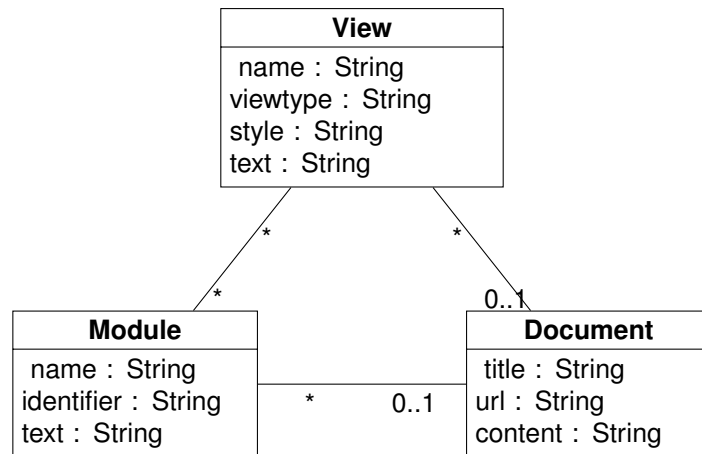 View
name : String
viewtype : String
style : String
text : String
* *
* 0..1
Module
name : String
identifier : String
text : String
* 0..1
Document
title : String
url : String
content : String